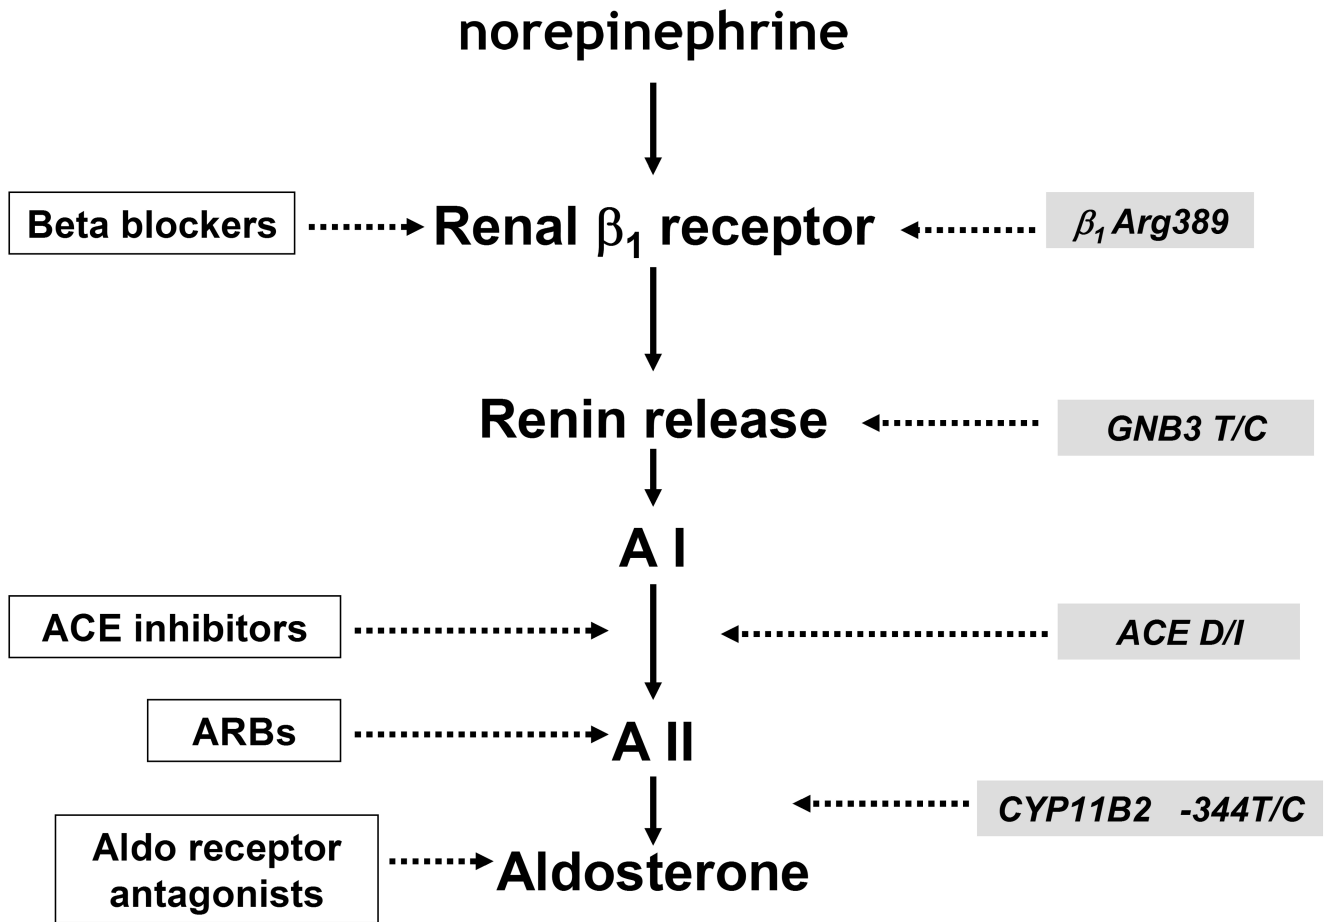 norepinephrine
Beta blockers
Renal β1 receptor
β1 Arg389
Renin release
GNB3 T/C
A I
ACE inhibitors
ACE D/I
ARBs
A II
CYP11B2 -344T/C
Aldo receptor
antagonists
Aldosterone